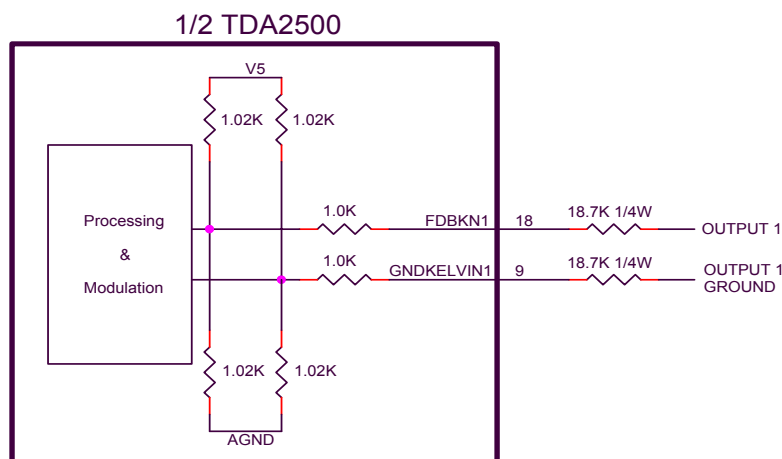 1/2 TDA2500
V5
1.02K
1.02K
Processing
&
Modulation
1.0K
FDBKN1
18
18.7K 1/4W
OUTPUT 1
1.0K
GNDKELVIN1
9
18.7K 1/4W
OUTPUT 1
GROUND
1.02K
1.02K
AGND